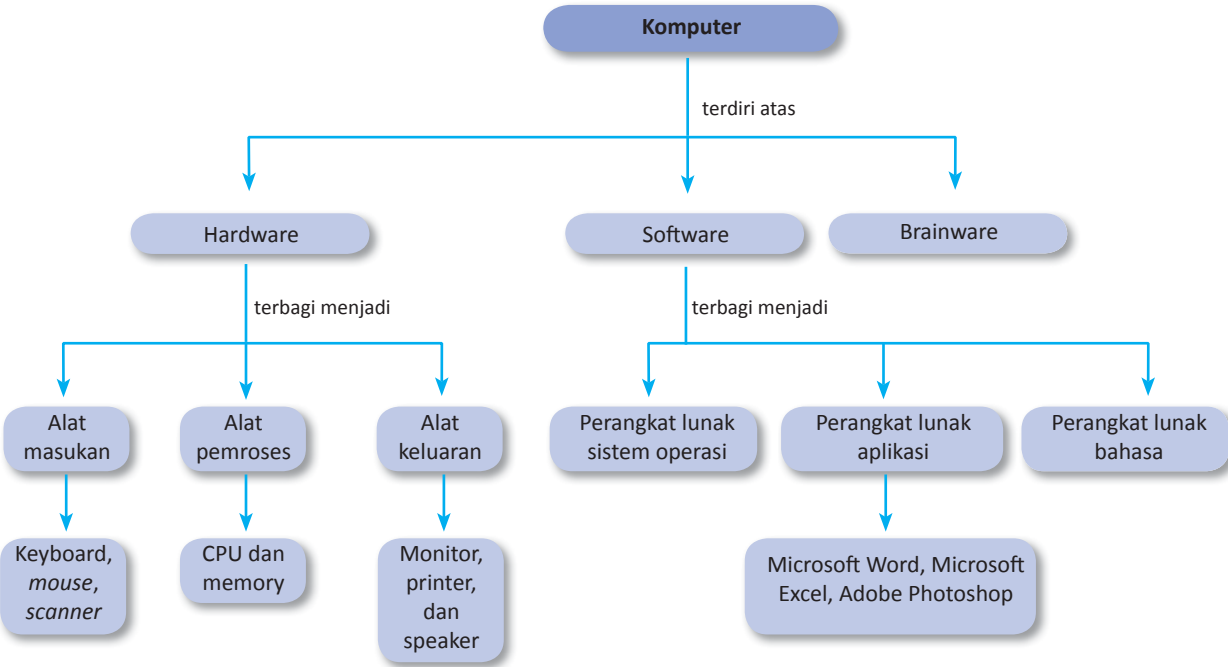 Komputer
terdiri atas
Hardware
Software
Brainware
terbagi menjadi
terbagi menjadi
Alat
masukan
Alat
pemroses
Alat
keluaran
Perangkat lunak
sistem operasi
Perangkat lunak
aplikasi
Perangkat lunak
bahasa
Keyboard,
mouse,
scanner
CPU dan
memory
Monitor,
printer,
dan
speaker
Microsoft Word, Microsoft
Excel, Adobe Photoshop